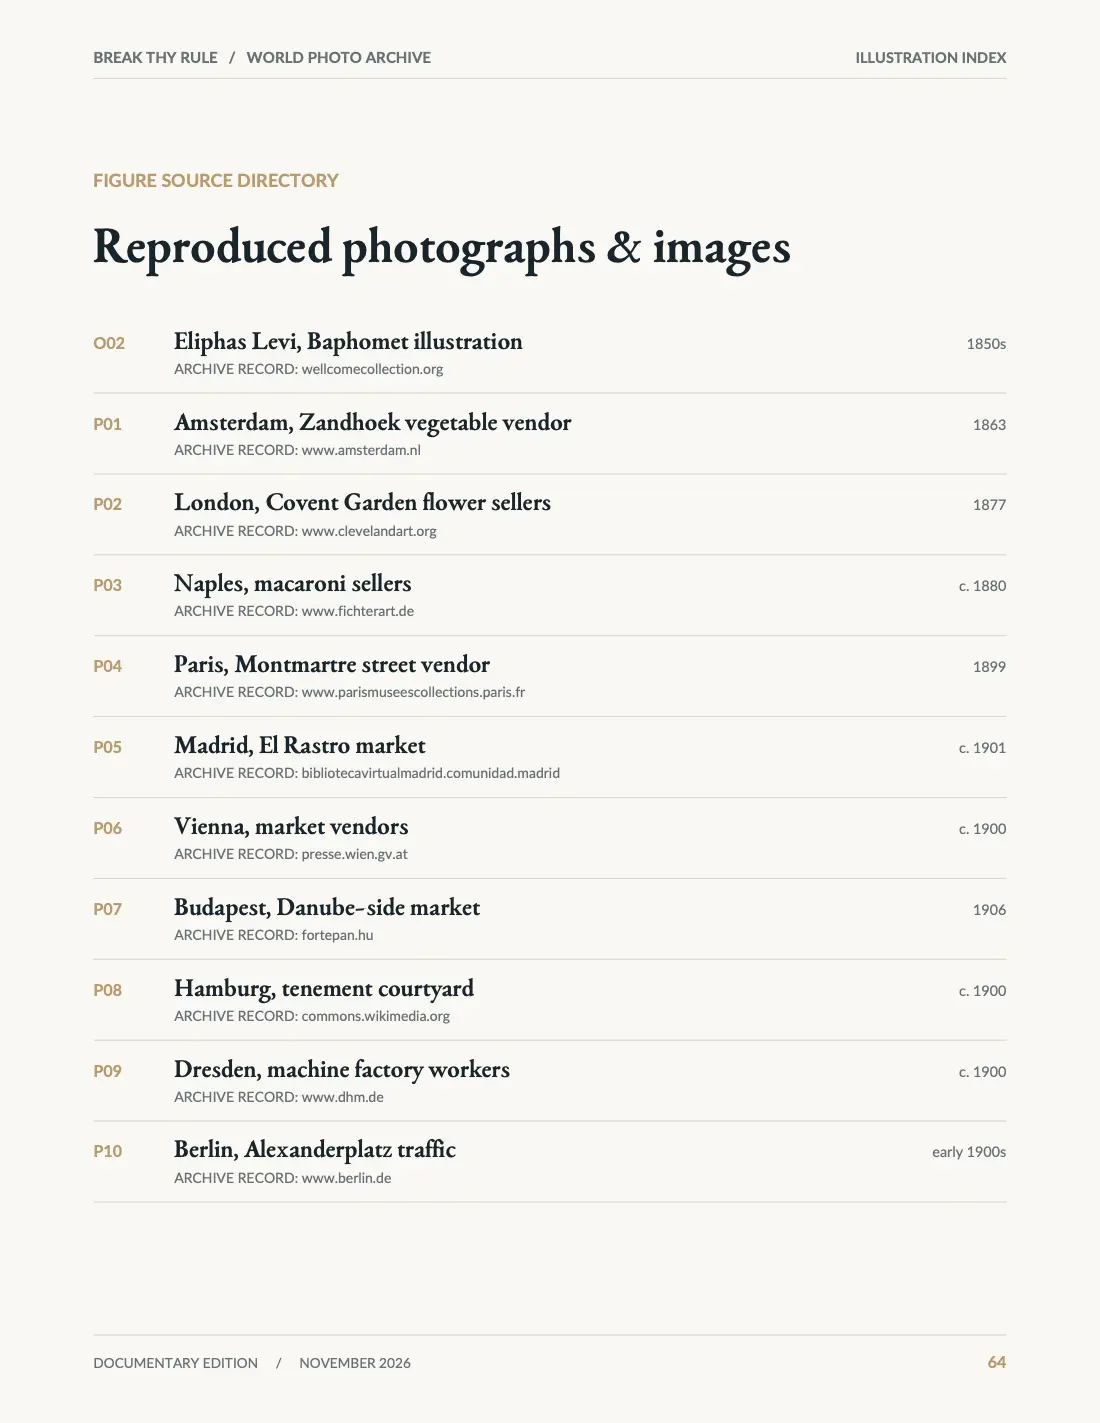 BREAK THY RULE / WORLD PHOTO ARCHIVE
ILLUSTRATION INDEX
FIGURE SOURCE DIRECTORY
Reproduced photographs & images
O02 Eliphas Levi, Baphomet illustration 1850s
ARCHIVE RECORD: wellcomecollection.org
P01 Amsterdam, Zandhoek vegetable vendor 1863
ARCHIVE RECORD: www.amsterdam.nl
P02 London, Covent Garden flower sellers 1877
ARCHIVE RECORD: www.clevelandart.org
P03 Naples, macaroni sellers c. 1880
ARCHIVE RECORD: www.fichterart.de
P04 Paris, Montmartre street vendor 1899
ARCHIVE RECORD: www.parismuseescollections.paris.fr
P05 Madrid, El Rastro market c. 1901
ARCHIVE RECORD: bibliotecavirtualmadrid.comunidad.madrid
P06 Vienna, market vendors c. 1900
ARCHIVE RECORD: presse.wien.gv.at
P07 Budapest, Danube-side market 1906
ARCHIVE RECORD: fortepan.hu
P08 Hamburg, tenement courtyard c. 1900
ARCHIVE RECORD: commons.wikimedia.org
P09 Dresden, machine factory workers c. 1900
ARCHIVE RECORD: www.dhm.de
P10 Berlin, Alexanderplatz traffic early 1900s
ARCHIVE RECORD: www.berlin.de
DOCUMENTARY EDITION / NOVEMBER 2026
64